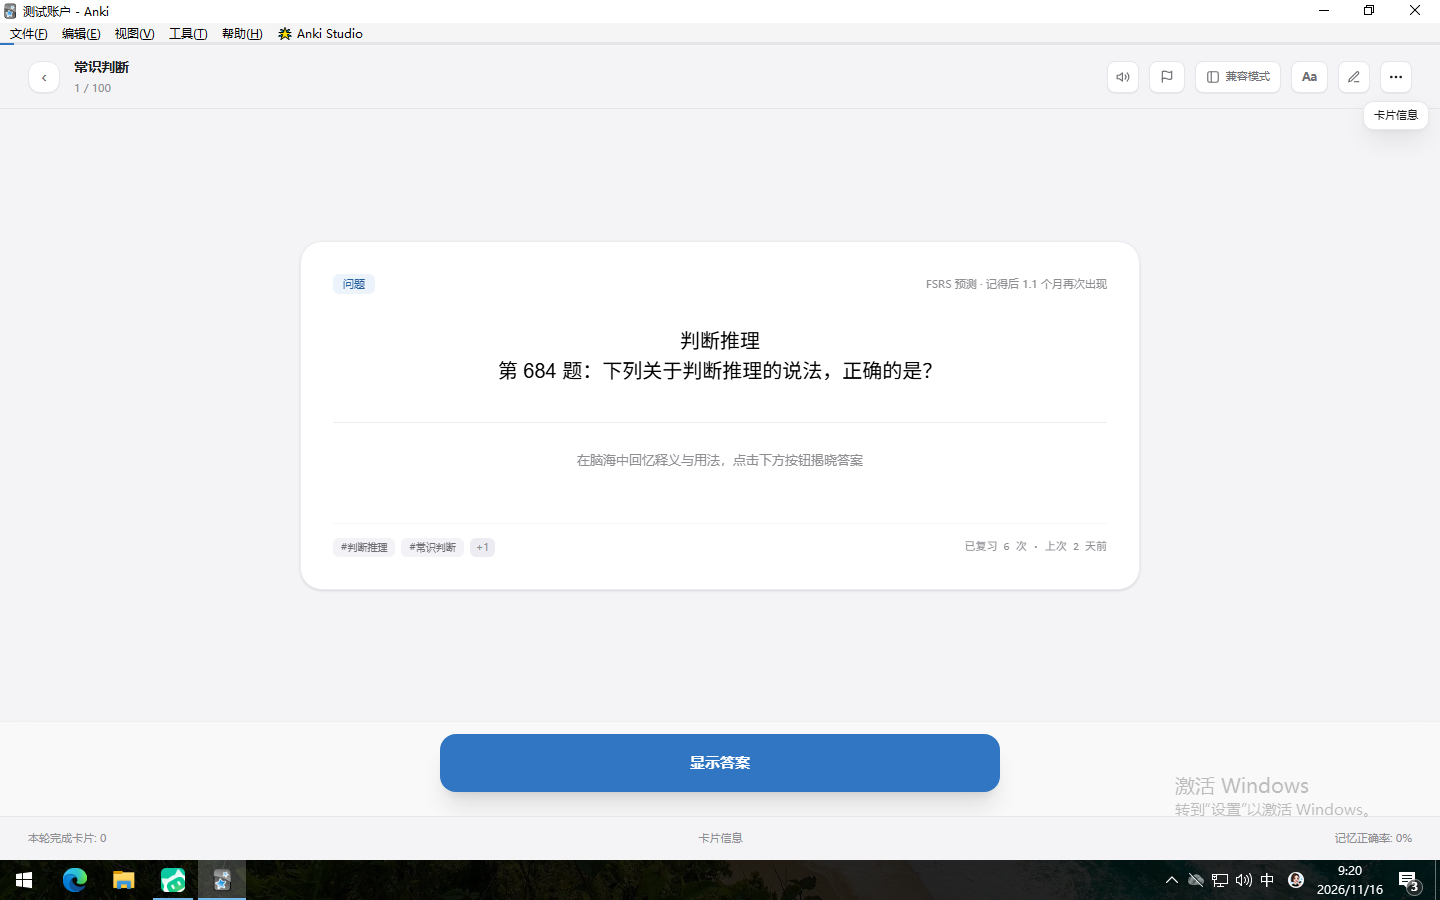 测试账户 - Anki
文件(F) 编辑(E) 视图(V) 工具(T) 帮助(H) Anki Studio
常识判断
1 / 100
兼容模式
Aa
卡片信息
问题
FSRS 预测 · 记得后 1.1 个月再次出现
判断推理
第 684 题：下列关于判断推理的说法，正确的是？
在脑海中回忆释义与用法，点击下方按钮揭晓答案
#判断推理 #常识判断 +1
已复习 6 次 · 上次 2 天前
显示答案
激活 Windows
转到"设置"以激活 Windows。
本轮完成卡片: 0
卡片信息
记忆正确率: 0%
中
9:20
2026/11/16
3